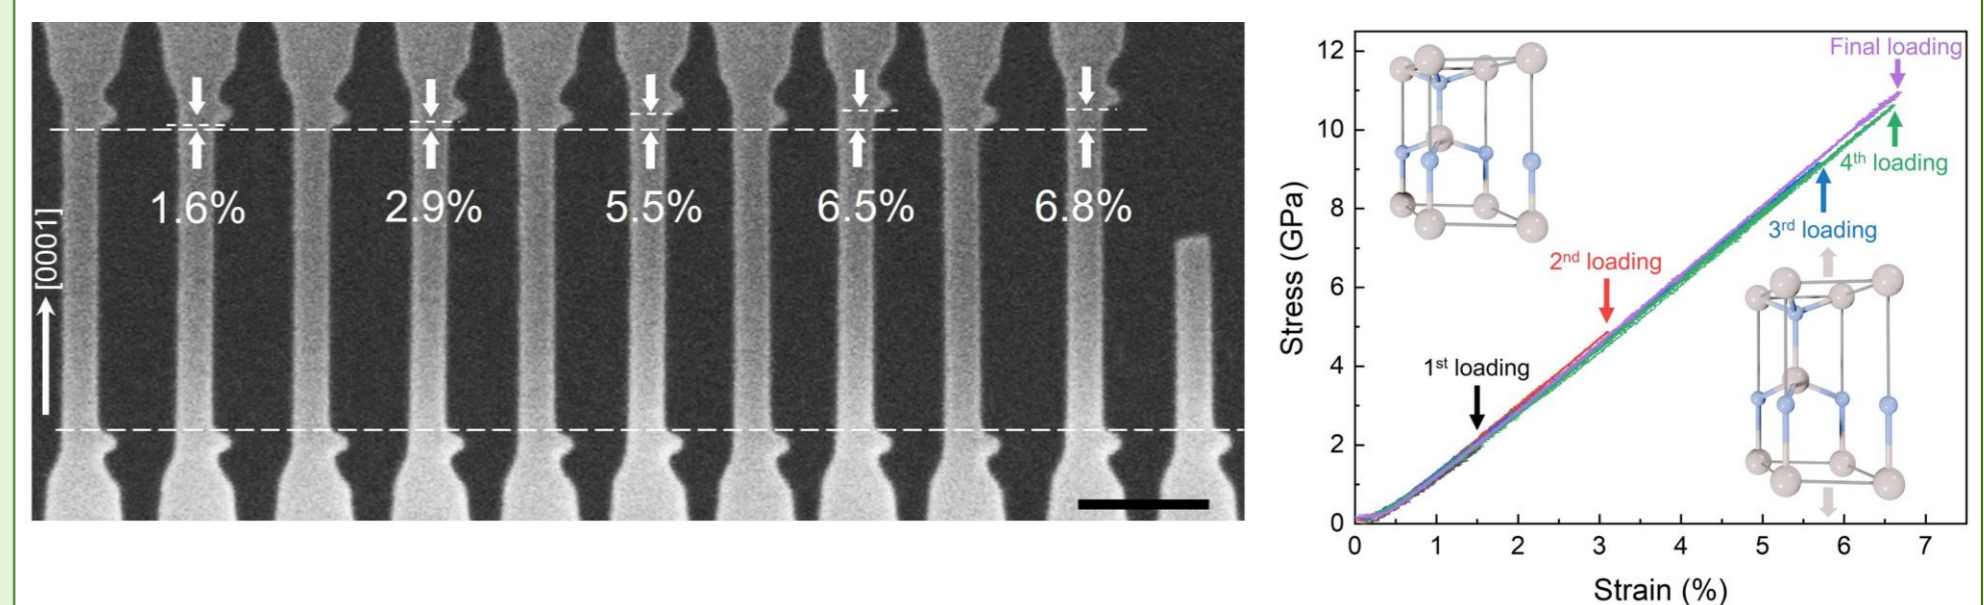 1.6%
2.9%
5.5%
6.5%
6.8%
[0001]
Stress (GPa)
12
10
8
6
4
2
0
Final loading
4th loading
3rd loading
2nd loading
1st loading
0 1 2 3 4 5 6 7
Strain (%)